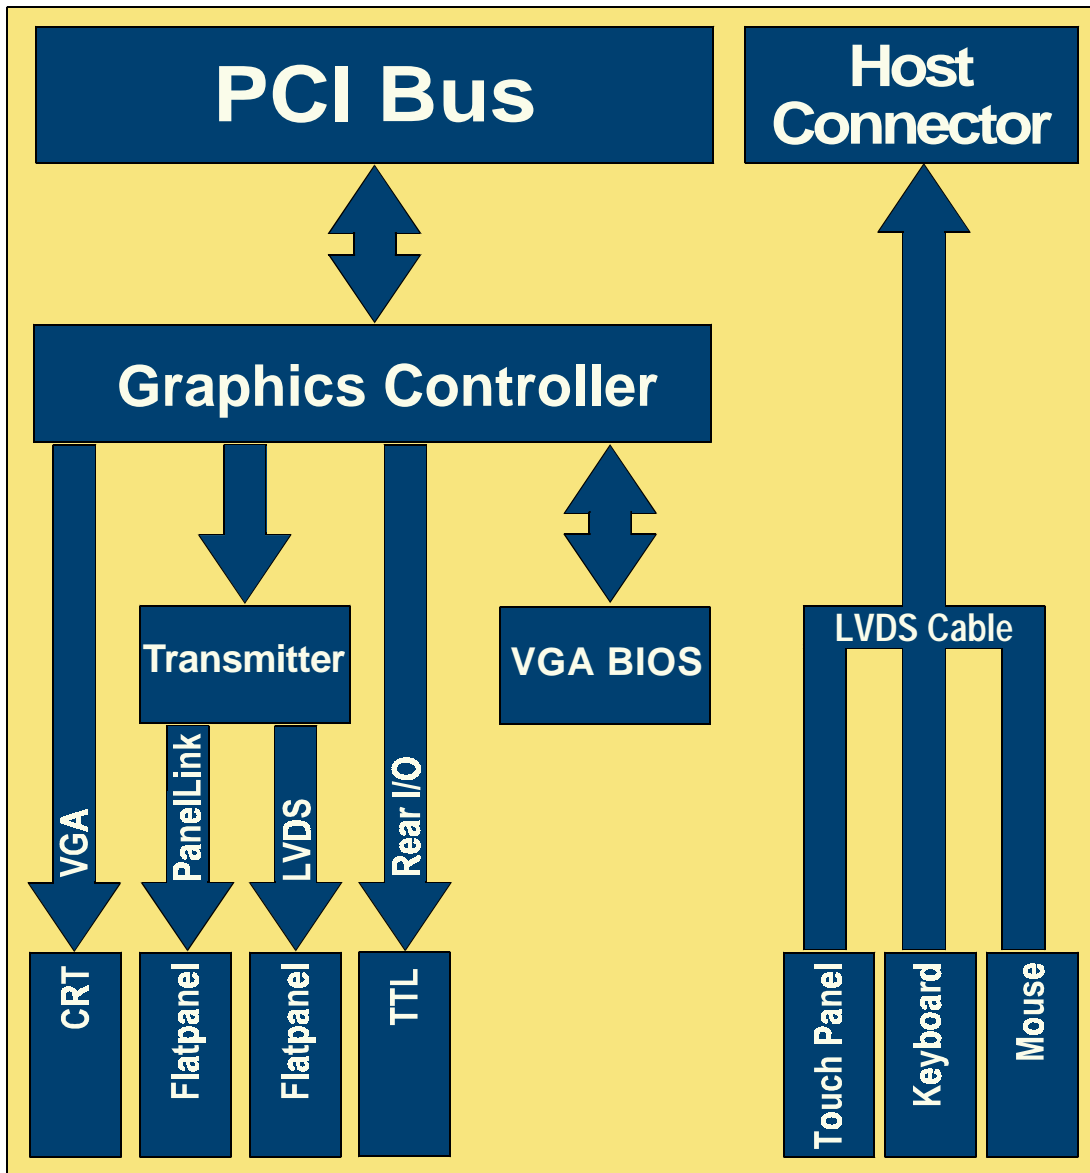 PCI Bus
Host
Connector
Graphics Controller
Transmitter
VGA BIOS
LVDS Cable
VGA
PanelLink
LVDS
Rear I/O
CRT
Flatpanel
Flatpanel
TTL
Touch Panel
Keyboard
Mouse